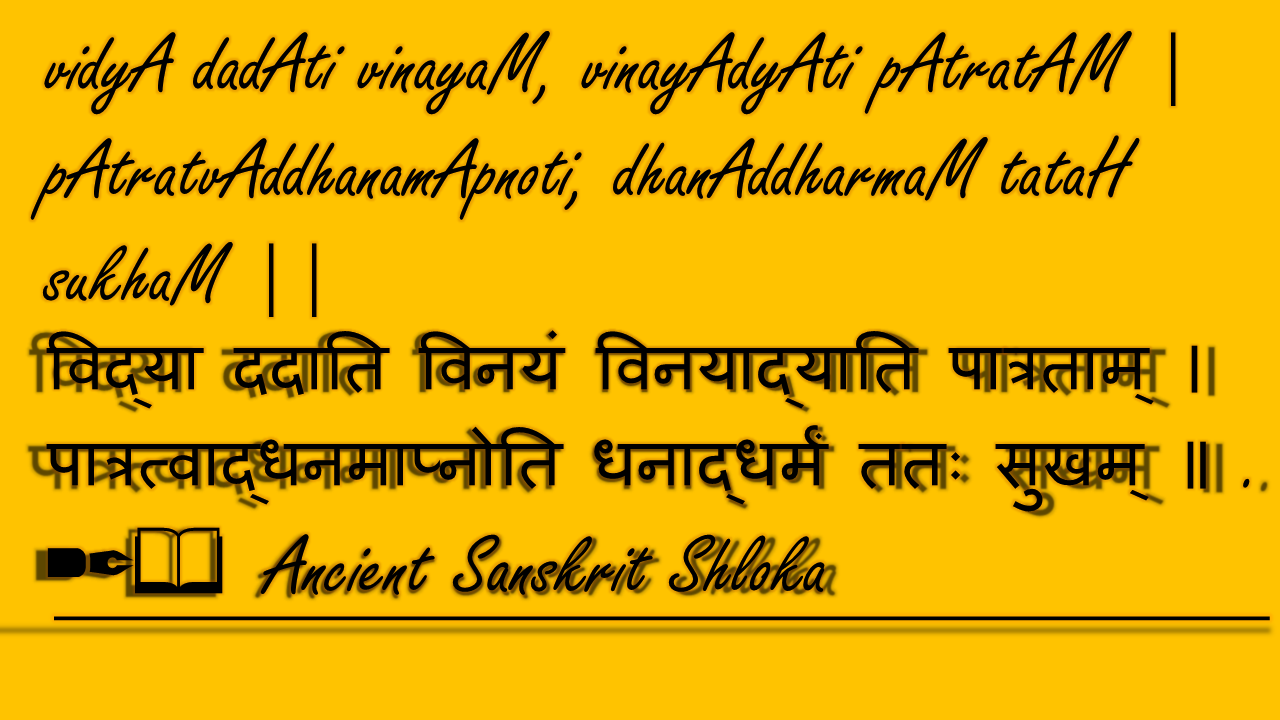 vidyA dadAti vinayaM, vinayAdyAti pAtratAM |
pAtratvAddhanamApnoti, dhanAddharmaM tataH
sukhaM ||
विद्या ददाति विनयं विनयाद्याति पात्रताम् ।
पात्रत्वाद्धनमाप्नोति धनाद्धर्मं ततः सुखम् ॥ ..
✒📖 Ancient Sanskrit Shloka